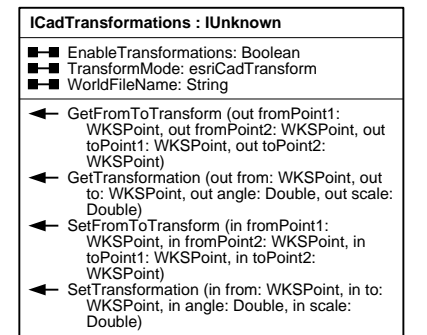 ICadTransformations : IUnknown
EnableTransformations: Boolean
TransformMode: esriCadTransform
WorldFileName: String
GetFromToTransform (out fromPoint1:
WKSPoint, out fromPoint2: WKSPoint, out
toPoint1: WKSPoint, out toPoint2:
WKSPoint)
GetTransformation (out from: WKSPoint, out
to: WKSPoint, out angle: Double, out scale:
Double)
SetFromToTransform (in fromPoint1:
WKSPoint, in fromPoint2: WKSPoint, in
toPoint1: WKSPoint, in toPoint2:
WKSPoint)
SetTransformation (in from: WKSPoint, in to:
WKSPoint, in angle: Double, in scale:
Double)